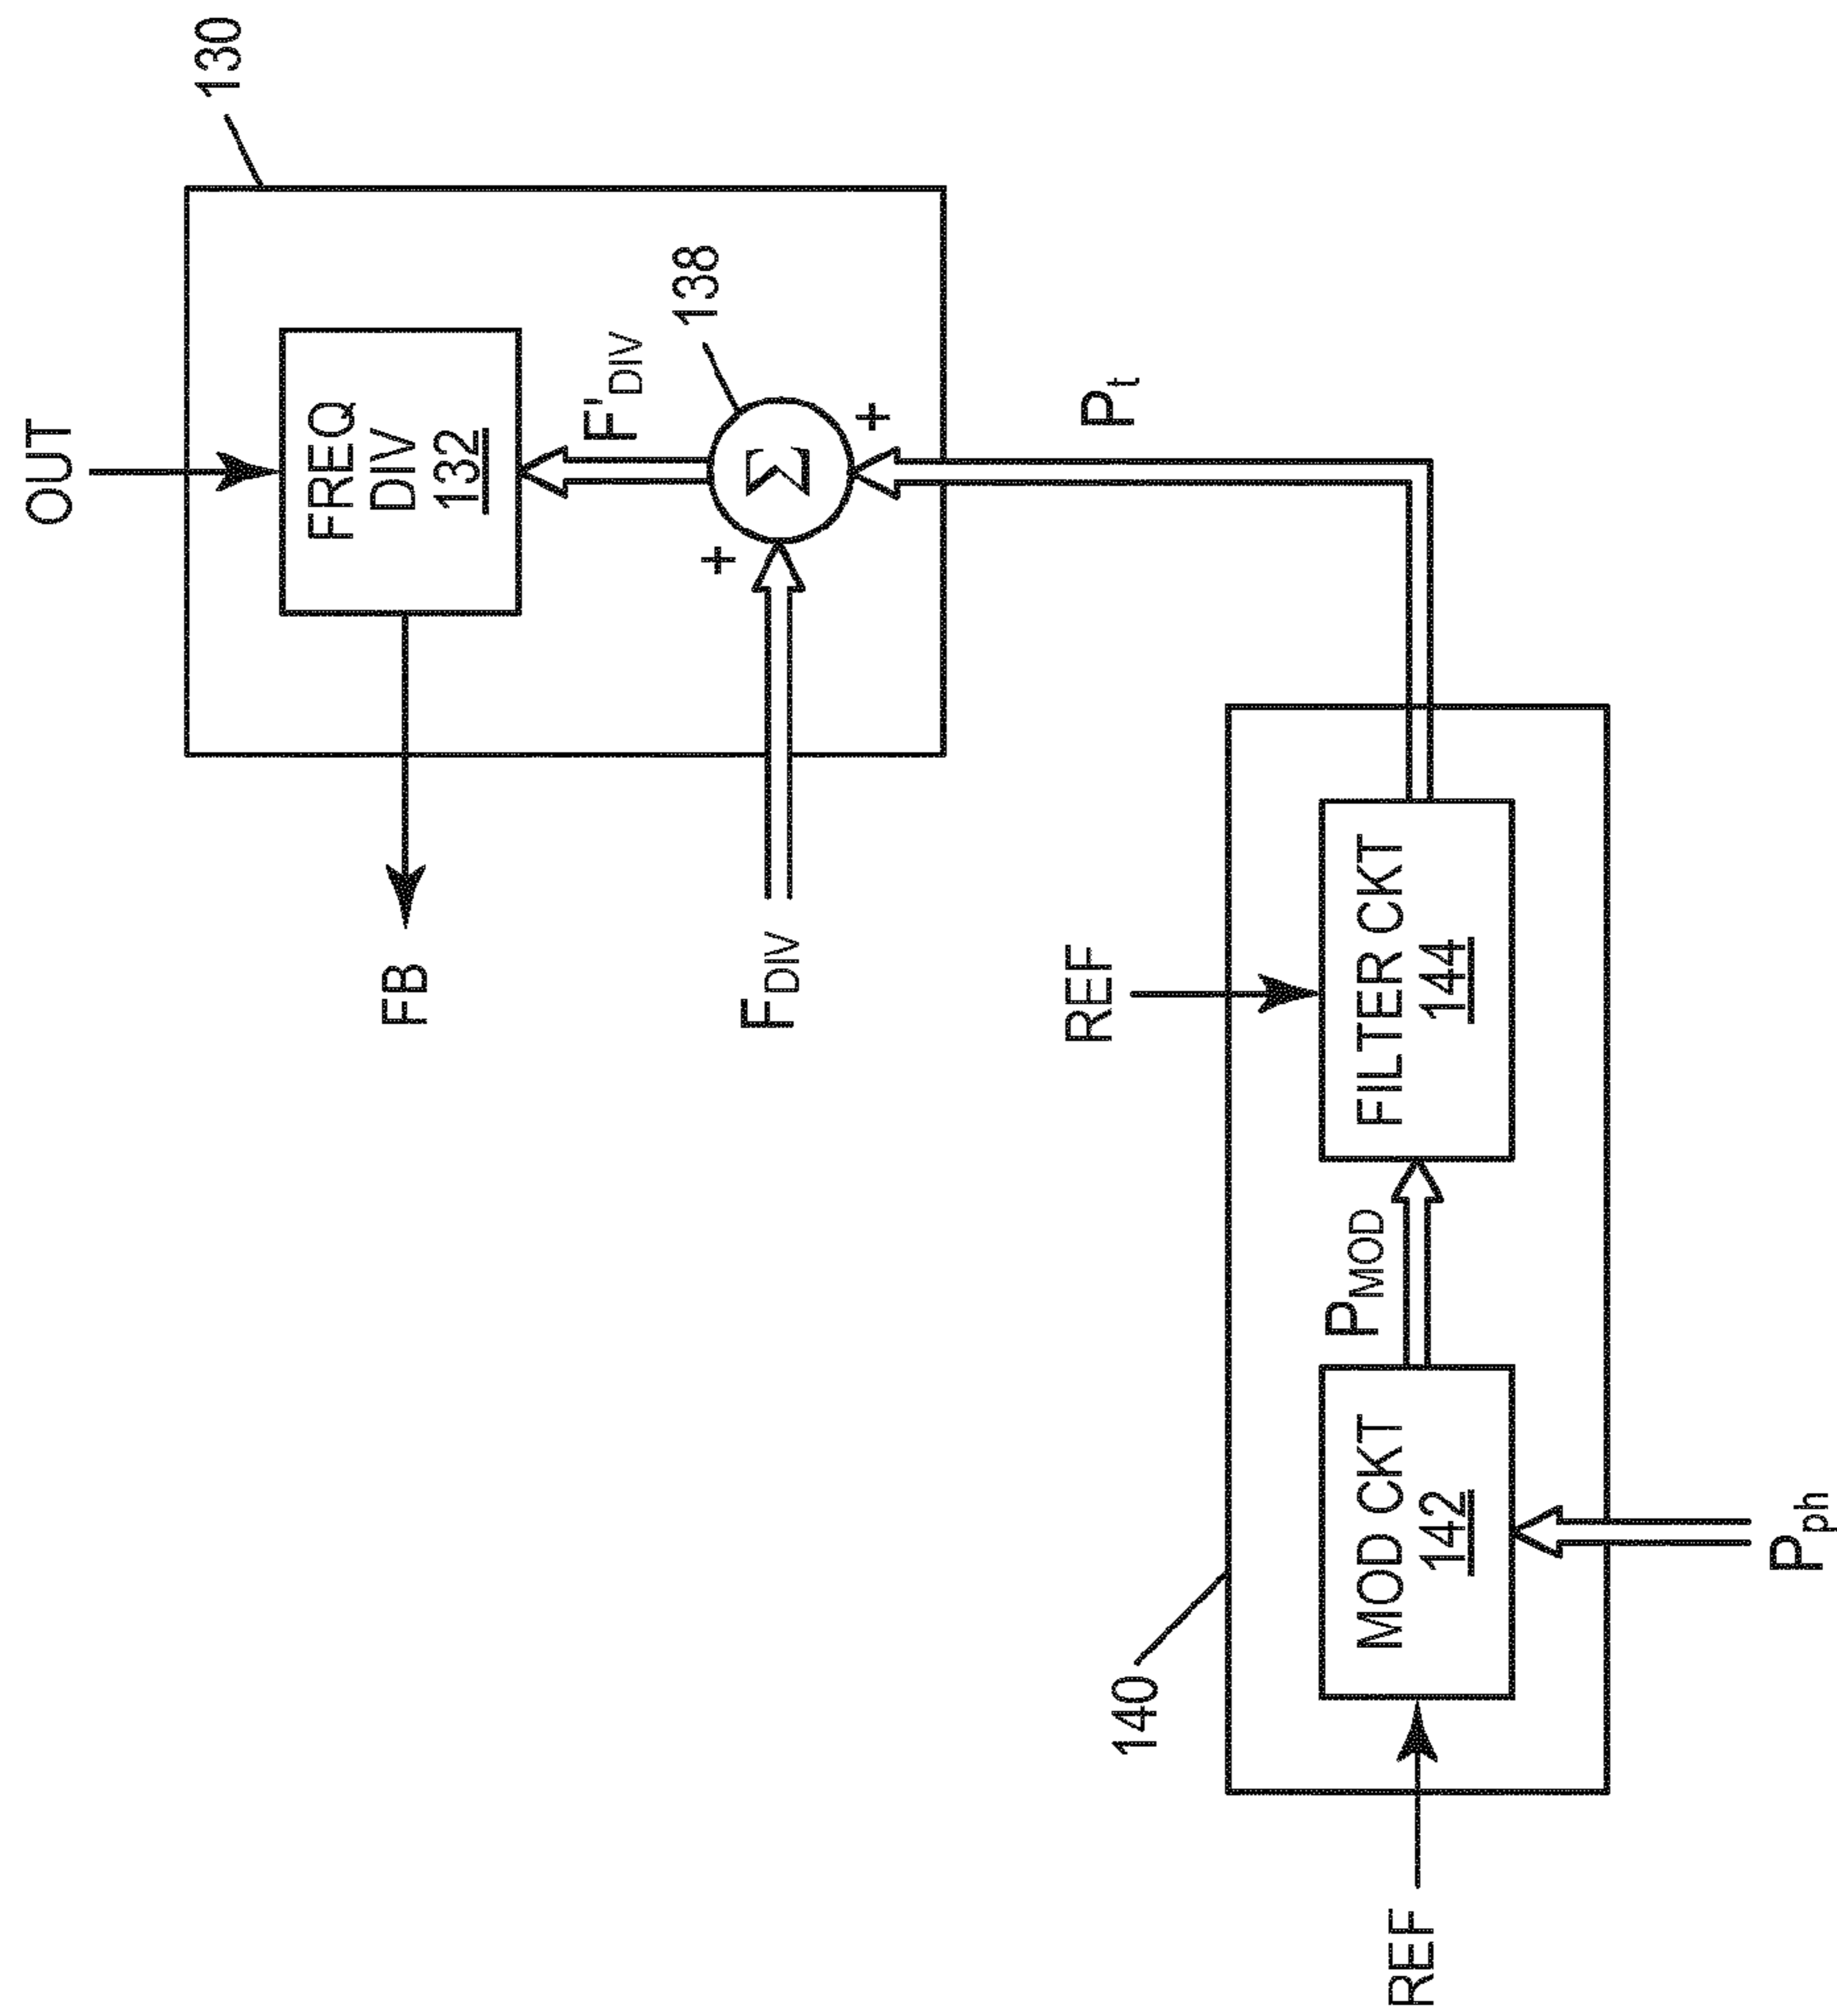 130
OUT
FREQ
DIV
132
F'DIV
138
Σ
+
+
FB
FDIV
Pt
REF
FILTER CKT
144
PMOD
MOD CKT
142
140
REF
Pph